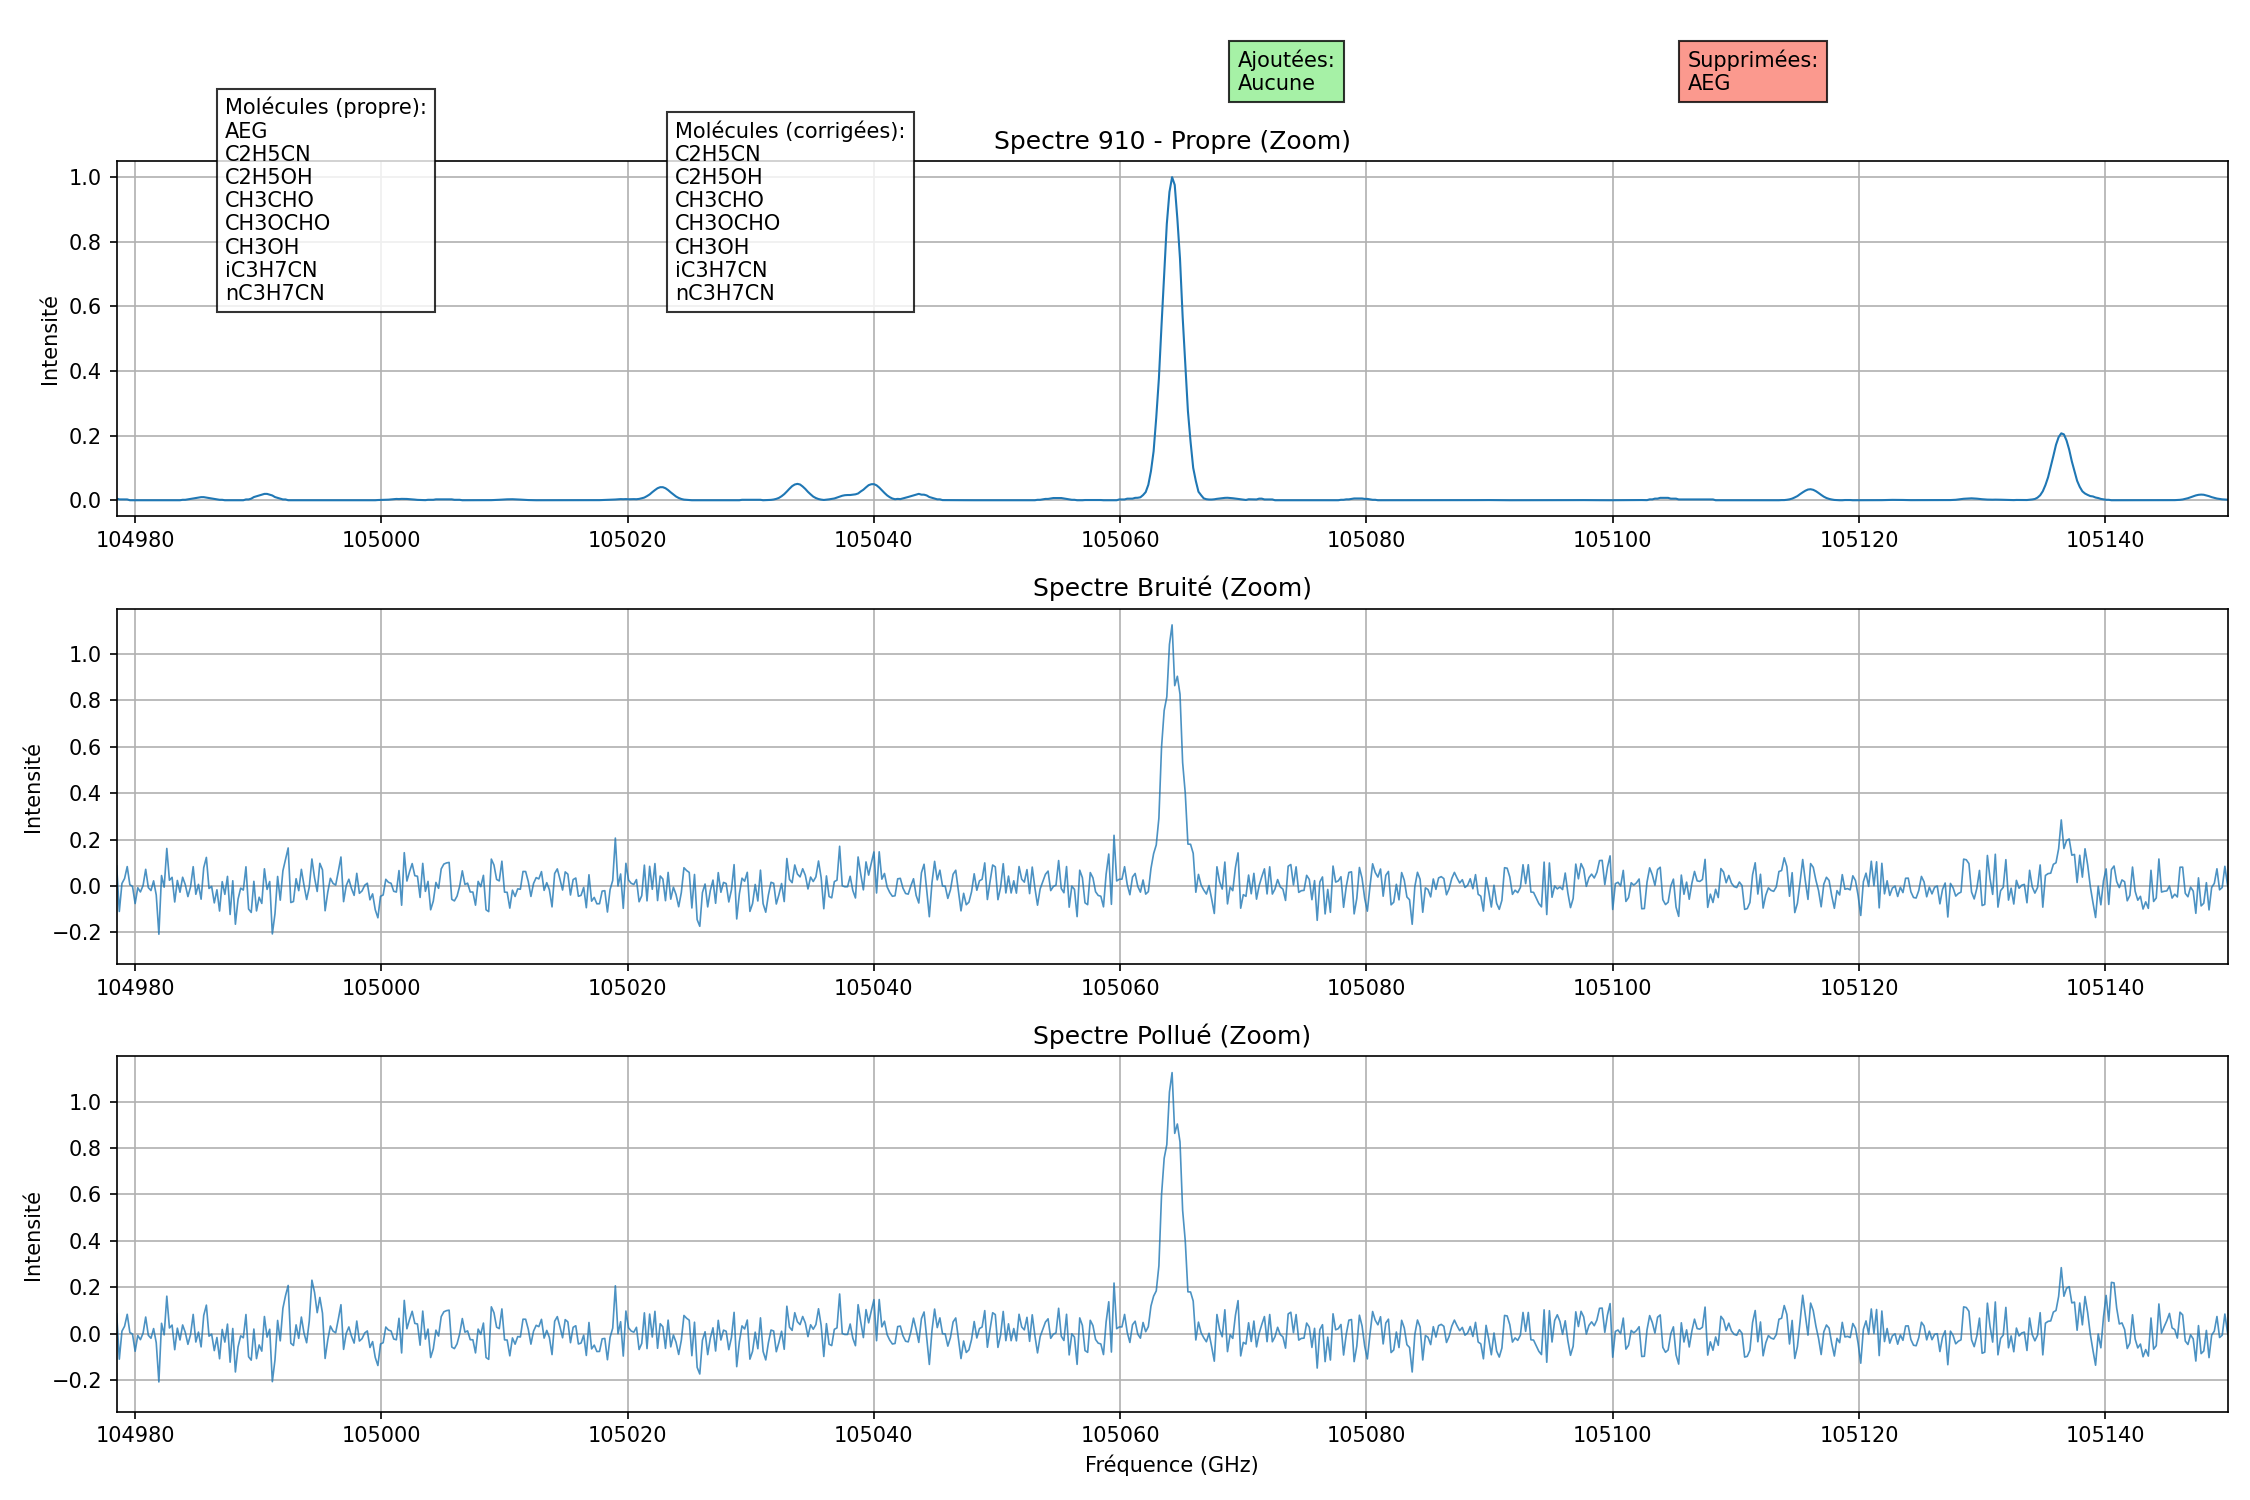 Ajoutées:
Aucune
Supprimées:
AEG
Molécules (propre):
AEG
C2H5CN
C2H5OH
CH3CHO
CH3OCHO
CH3OH
iC3H7CN
nC3H7CN
Molécules (corrigées):
C2H5CN
C2H5OH
CH3CHO
CH3OCHO
CH3OH
iC3H7CN
nC3H7CN
Spectre 910 - Propre (Zoom)
Intensité
1.0
0.8
0.6
0.4
0.2
0.0
104980 105000 105020 105040 105060 105080 105100 105120 105140
Spectre Bruité (Zoom)
Intensité
1.0
0.8
0.6
0.4
0.2
0.0
−0.2
104980 105000 105020 105040 105060 105080 105100 105120 105140
Spectre Pollué (Zoom)
Intensité
1.0
0.8
0.6
0.4
0.2
0.0
−0.2
104980 105000 105020 105040 105060 105080 105100 105120 105140
Fréquence (GHz)